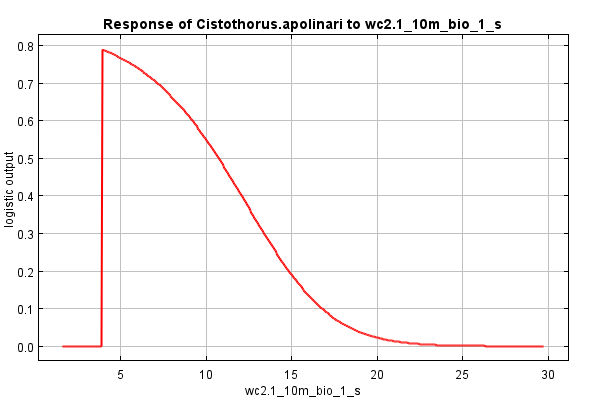 Response of Cistothorus.apolinari to wc2.1_10m_bio_1_s
0.8
0.7
0.6
0.5
0.4
0.3
0.2
0.1
0.0
logistic output
5 10 15 20 25 30
wc2.1_10m_bio_1_s